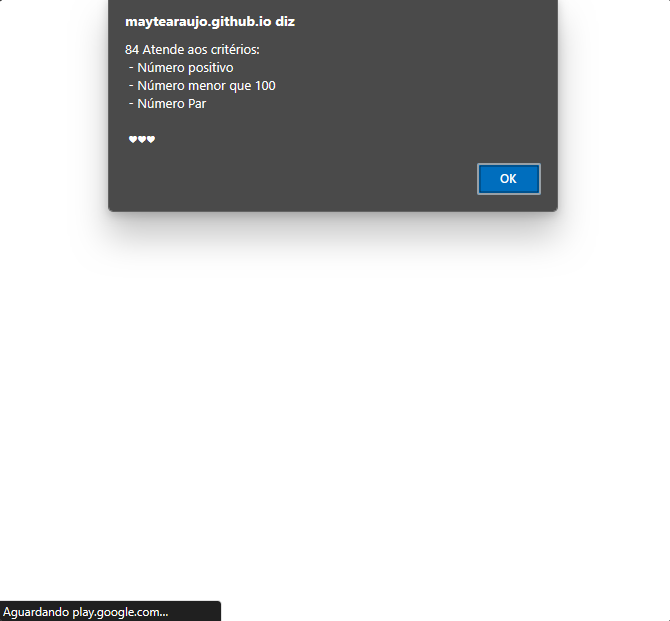 maytearaujo.github.io diz
84 Atende aos critérios:
- Número positivo
- Número menor que 100
- Número Par
♥♥♥
OK
Aguardando play.google.com...